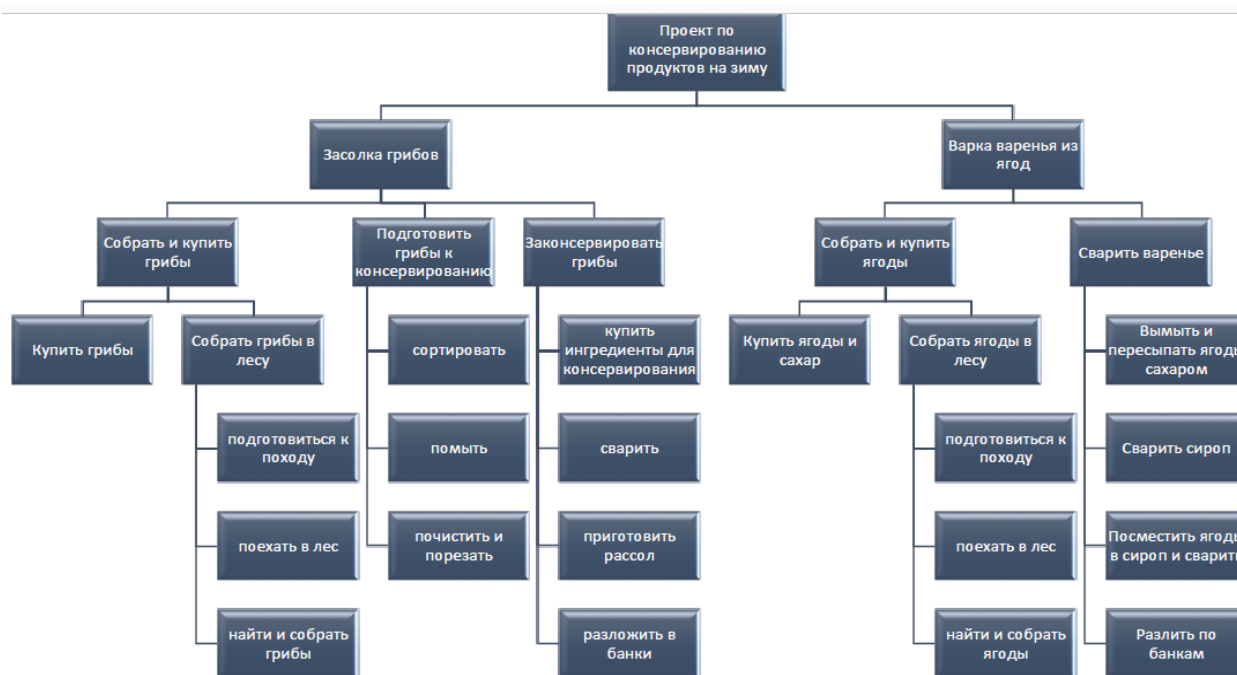 Проект по
консервированию
продуктов на зиму
Засолка грибов
Варка варенья из
ягод
Собрать и купить
грибы
Подготовить
грибы к
консервированию
Законсервировать
грибы
Собрать и купить
ягоды
Сварить варенье
Купить грибы
Собрать грибы в
лесу
сортировать
купить
ингредиенты для
консервирования
Купить ягоды и
сахар
Собрать ягоды в
лесу
Вымыть и
пересыпать ягоды
сахаром
подготовиться к
походу
помыть
сварить
подготовиться к
походу
Сварить сироп
поехать в лес
почистить и
порезать
приготовить
рассол
поехать в лес
Посместить ягоды
в сироп и сварить
найти и собрать
грибы
разложить в
банки
найти и собрать
ягоды
Разлить по
банкам